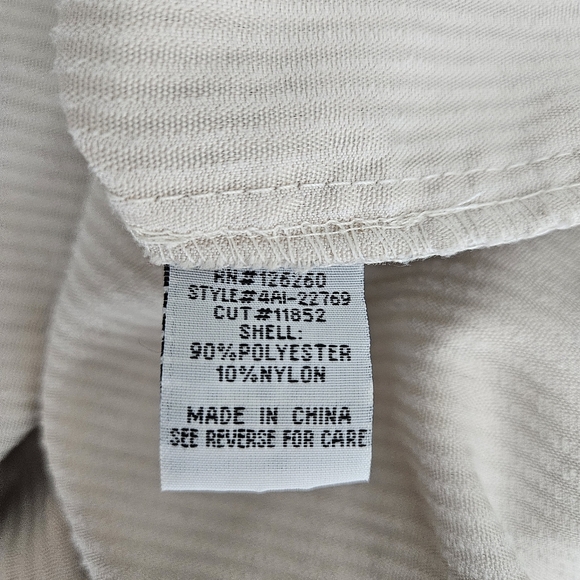 RN#126260
STYLE#4AI-22769
CUT#11852
SHELL:
90%POLYESTER
10%NYLON
MADE IN CHINA
SEE REVERSE FOR CARE